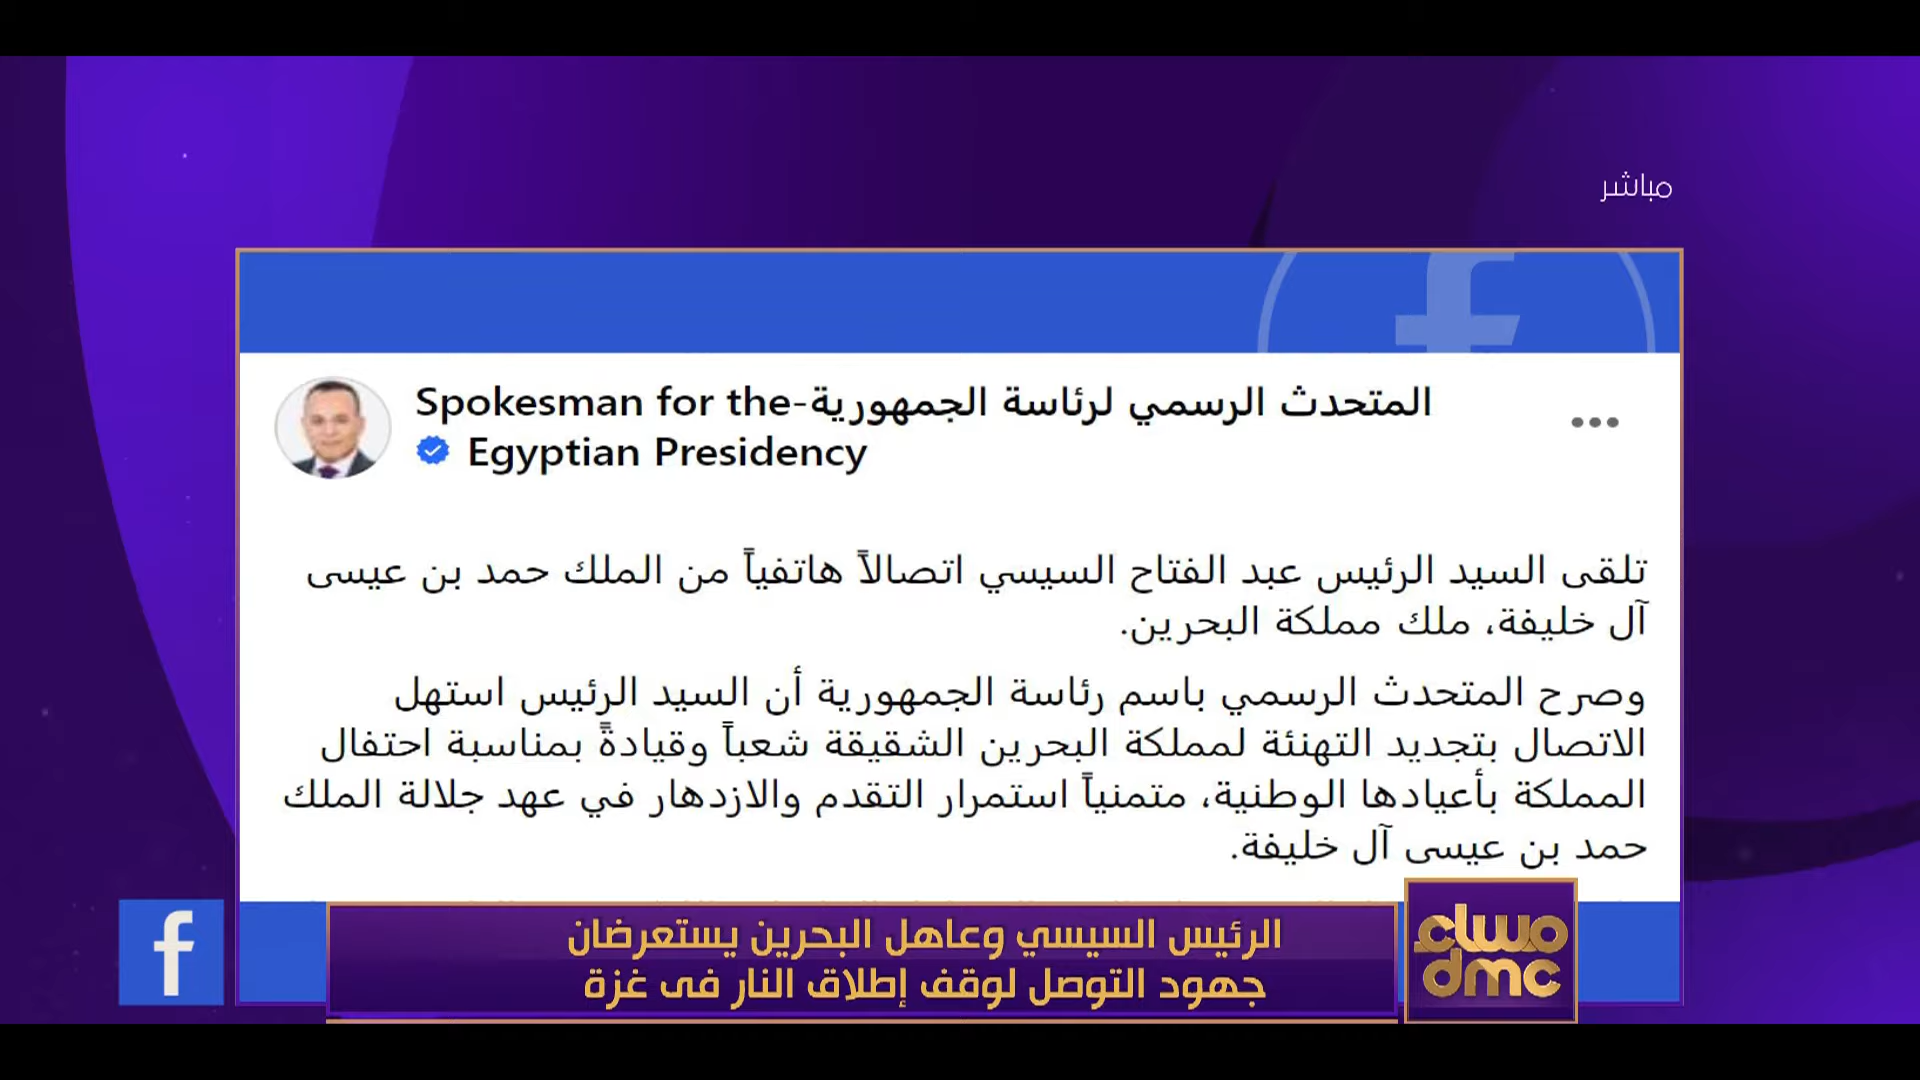 مباشر
المتحدث الرسمي لرئاسة الجمهورية-Spokesman for the
Egyptian Presidency
تلقى السيد الرئيس عبد الفتاح السيسي اتصالاً هاتفياً من الملك حمد بن عيسى
آل خليفة، ملك مملكة البحرين.
وصرح المتحدث الرسمي باسم رئاسة الجمهورية أن السيد الرئيس استهل
الاتصال بتجديد التهنئة لمملكة البحرين الشقيقة شعباً وقيادةً بمناسبة احتفال
المملكة بأعيادها الوطنية، متمنياً استمرار التقدم والازدهار في عهد جلالة الملك
حمد بن عيسى آل خليفة.
الرئيس السيسي وعاهل البحرين يستعرضان
جهود التوصل لوقف إطلاق النار فى غزة
مساء
dmc